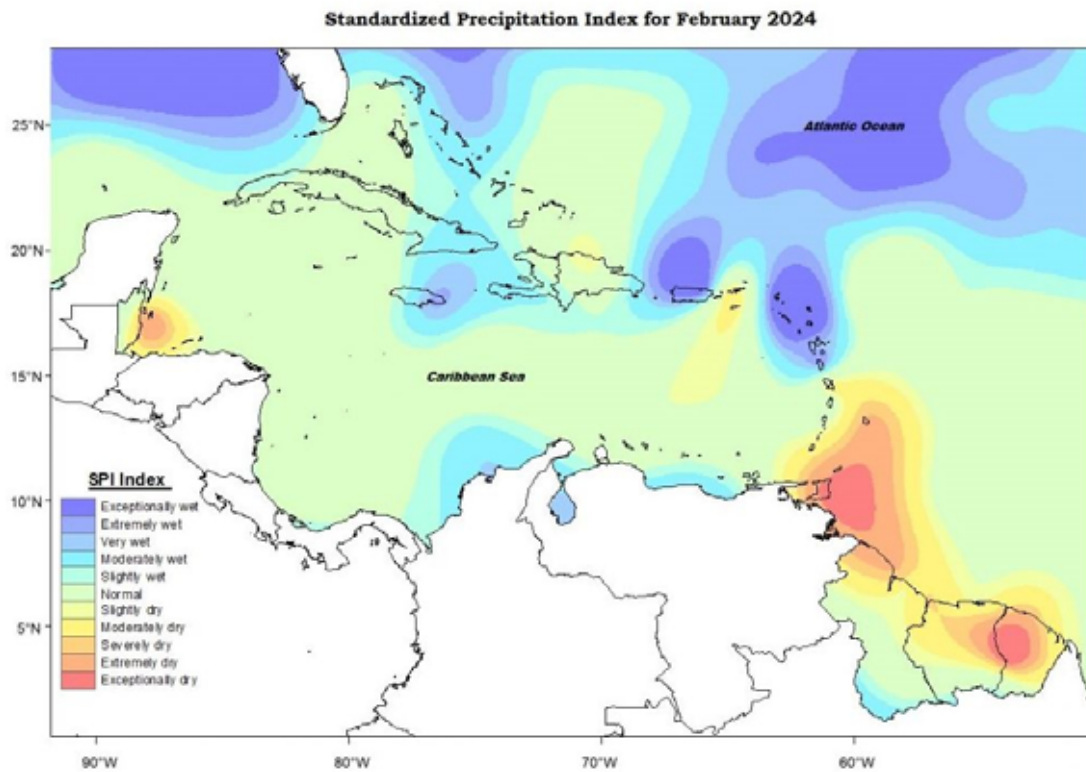 Standardized Precipitation Index for February 2024
25°N
Atlantic Ocean
20°N
15°N
Caribbean Sea
SPI Index
10°N
Exceptionally wet
Extremely wet
Very wet
Moderately wet
Slightly wet
Normal
Slightly dry
5°N
Moderately dry
Severely dry
Extremely dry
Exceptionally dry
90°W 80°W 70°W 60°W